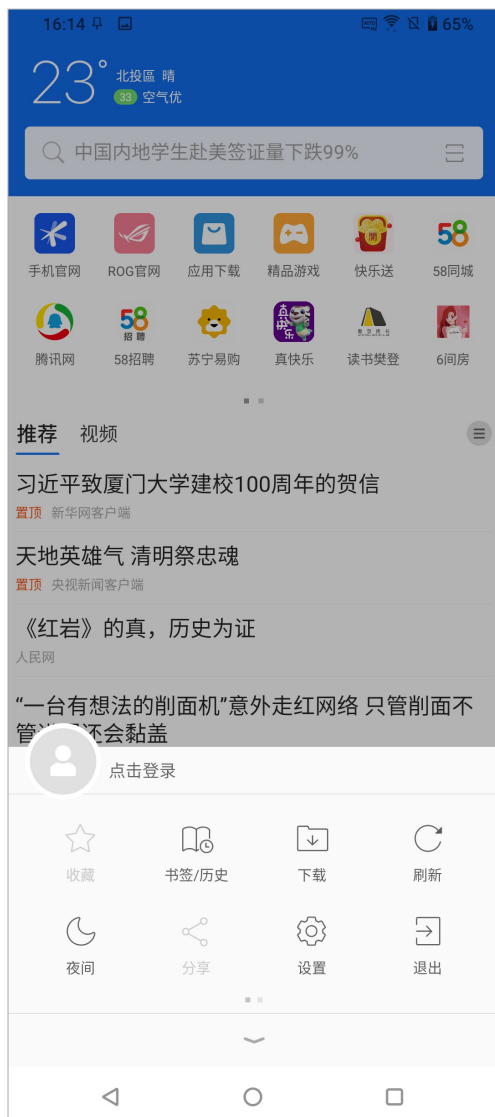 16:14
65%
23°
北投區 晴
33 空气优
中国内地学生赴美签证量下跌99%
手机官网 ROG官网 应用下载 精品游戏 快乐送 58同城
腾讯网 58招聘 苏宁易购 真快乐 读书樊登 6间房
推荐 视频
习近平致厦门大学建校100周年的贺信
置顶 新华网客户端
天地英雄气 清明祭忠魂
置顶 央视新闻客户端
《红岩》的真，历史为证
人民网
“一台有想法的削面机”意外走红网络 只管削面不
管 还会黏盖
点击登录
收藏 书签/历史 下载 刷新
夜间 分享 设置 退出